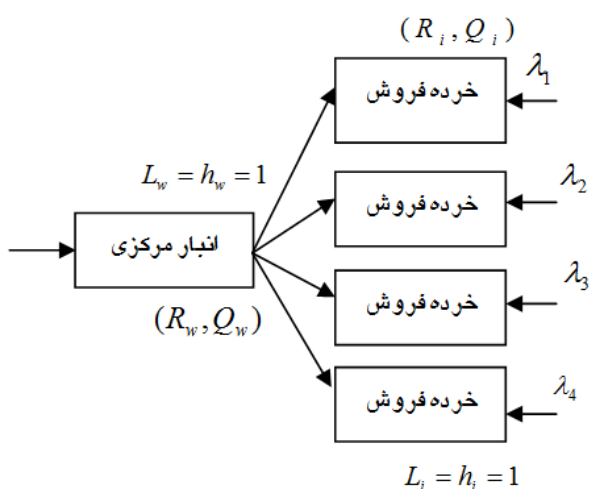 (R_i, Q_i)
خرده فروش
λ_1
L_w = h_w = 1
خرده فروش
λ_2
انبار مرکزی
خرده فروش
λ_3
(R_w, Q_w)
خرده فروش
λ_4
L_i = h_i = 1